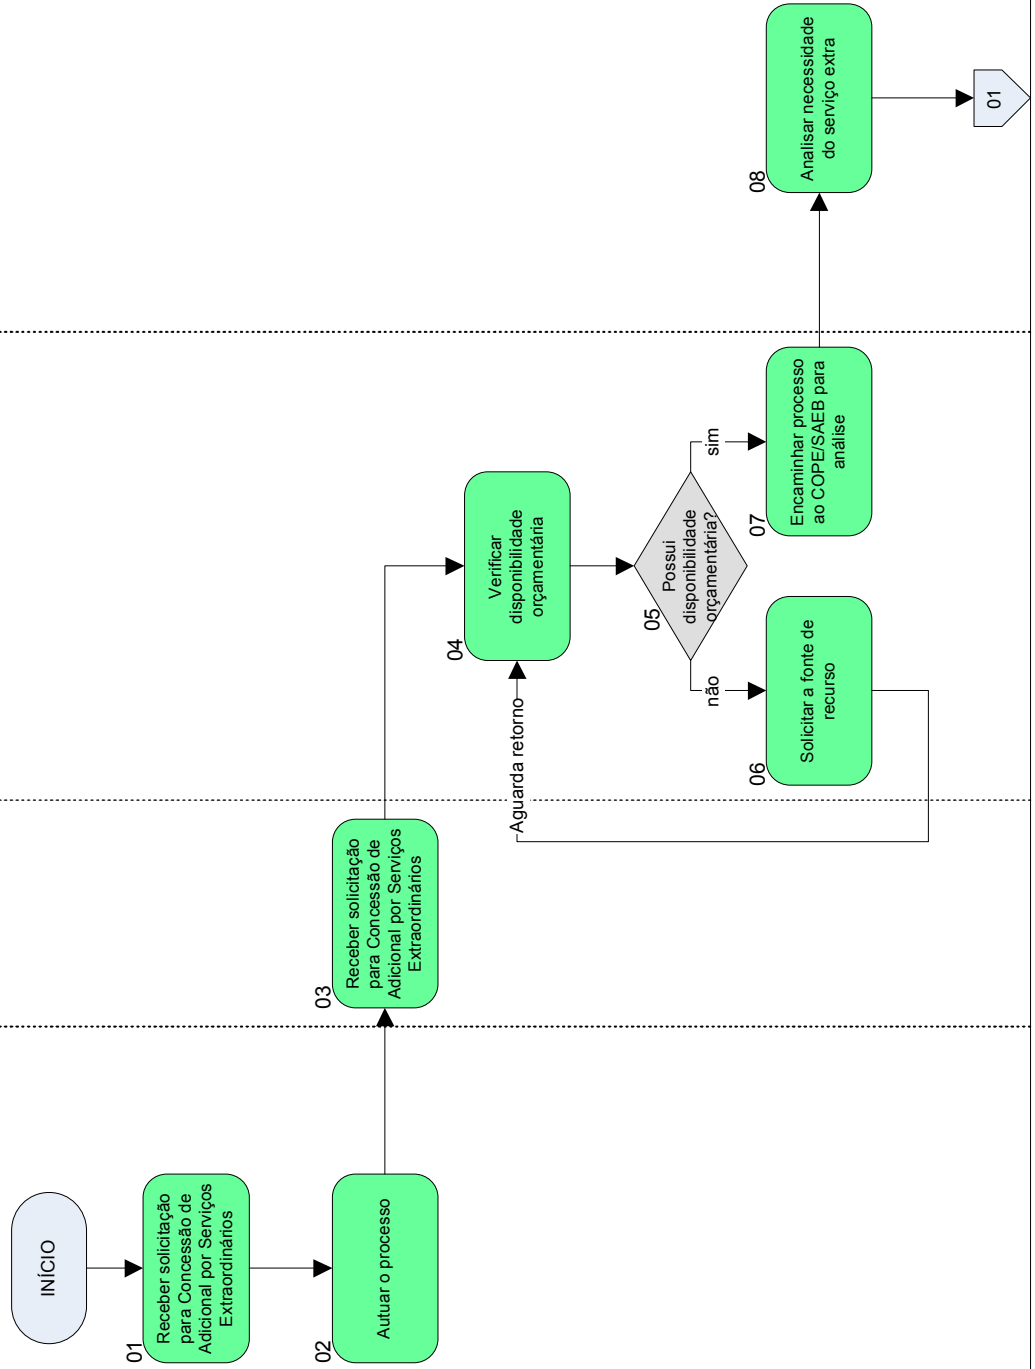 INÍCIO
01
Receber solicitação
para Concessão de
Adicional por Serviços
Extraordinários
02
Autuar o processo
03
Receber solicitação
para Concessão de
Adicional por Serviços
Extraordinários
04
Verificar
disponibilidade
orçamentária
Aguarda retorno
05
Possui
disponibilidade
orçamentária?
não
sim
06
Solicitar a fonte de
recurso
07
Encaminhar processo
ao COPE/SAEB para
análise
08
Analisar necessidade
do serviço extra
01